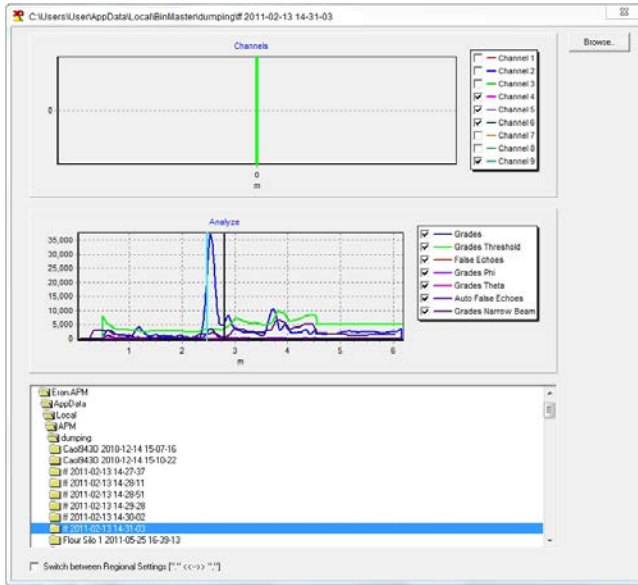 C:\Users\User\AppData\Local\BinMaster\dumping\ff 2011-02-13 14-31-03
Browse..
Channels
0
0
m
Channel 1
Channel 2
Channel 3
Channel 4
Channel 5
Channel 6
Channel 7
Channel 8
Channel 9
Analyze
35,000
30,000
25,000
20,000
15,000
10,000
5,000
0
1 2 3 4 5 6
m
Grades
Grades Threshold
False Echoes
Grades Phi
Grades Theta
Auto False Echoes
Grades Narrow Beam
Eran.APM
AppData
Local
APM
dumping
Caol9430 2010-12-14 15-07-16
Caol9430 2010-12-14 15-10-22
ff 2011-02-13 14-27-37
ff 2011-02-13 14-28-11
ff 2011-02-13 14-28-51
ff 2011-02-13 14-29-28
ff 2011-02-13 14-30-02
ff 2011-02-13 14-31-03
Flour Silo 1 2011-05-25 16-39-13
Switch between Regional Settings ["." <<->> ","]